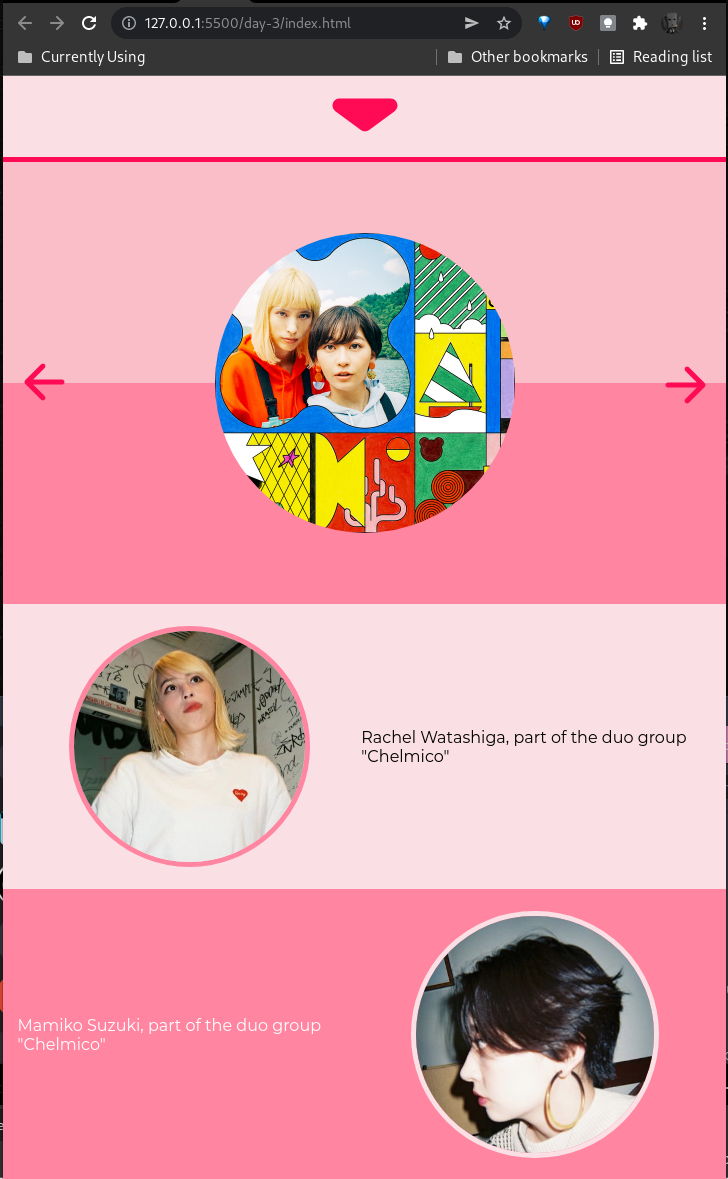 127.0.0.1:5500/day-3/index.html
Currently Using
Other bookmarks
Reading list
Rachel Watashiga, part of the duo group
"Chelmico"
Mamiko Suzuki, part of the duo group
"Chelmico"